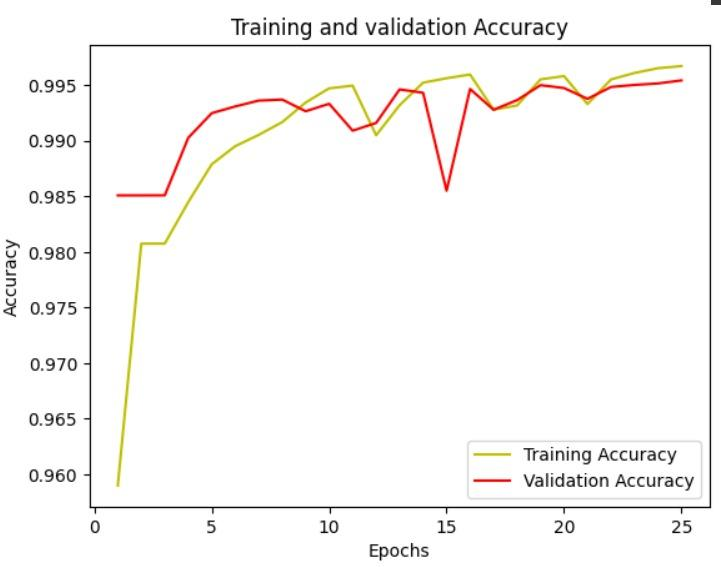 Training and validation Accuracy
0.995
0.990
0.985
0.980
0.975
0.970
0.965
0.960
Accuracy
Training Accuracy
Validation Accuracy
0 5 10 15 20 25
Epochs